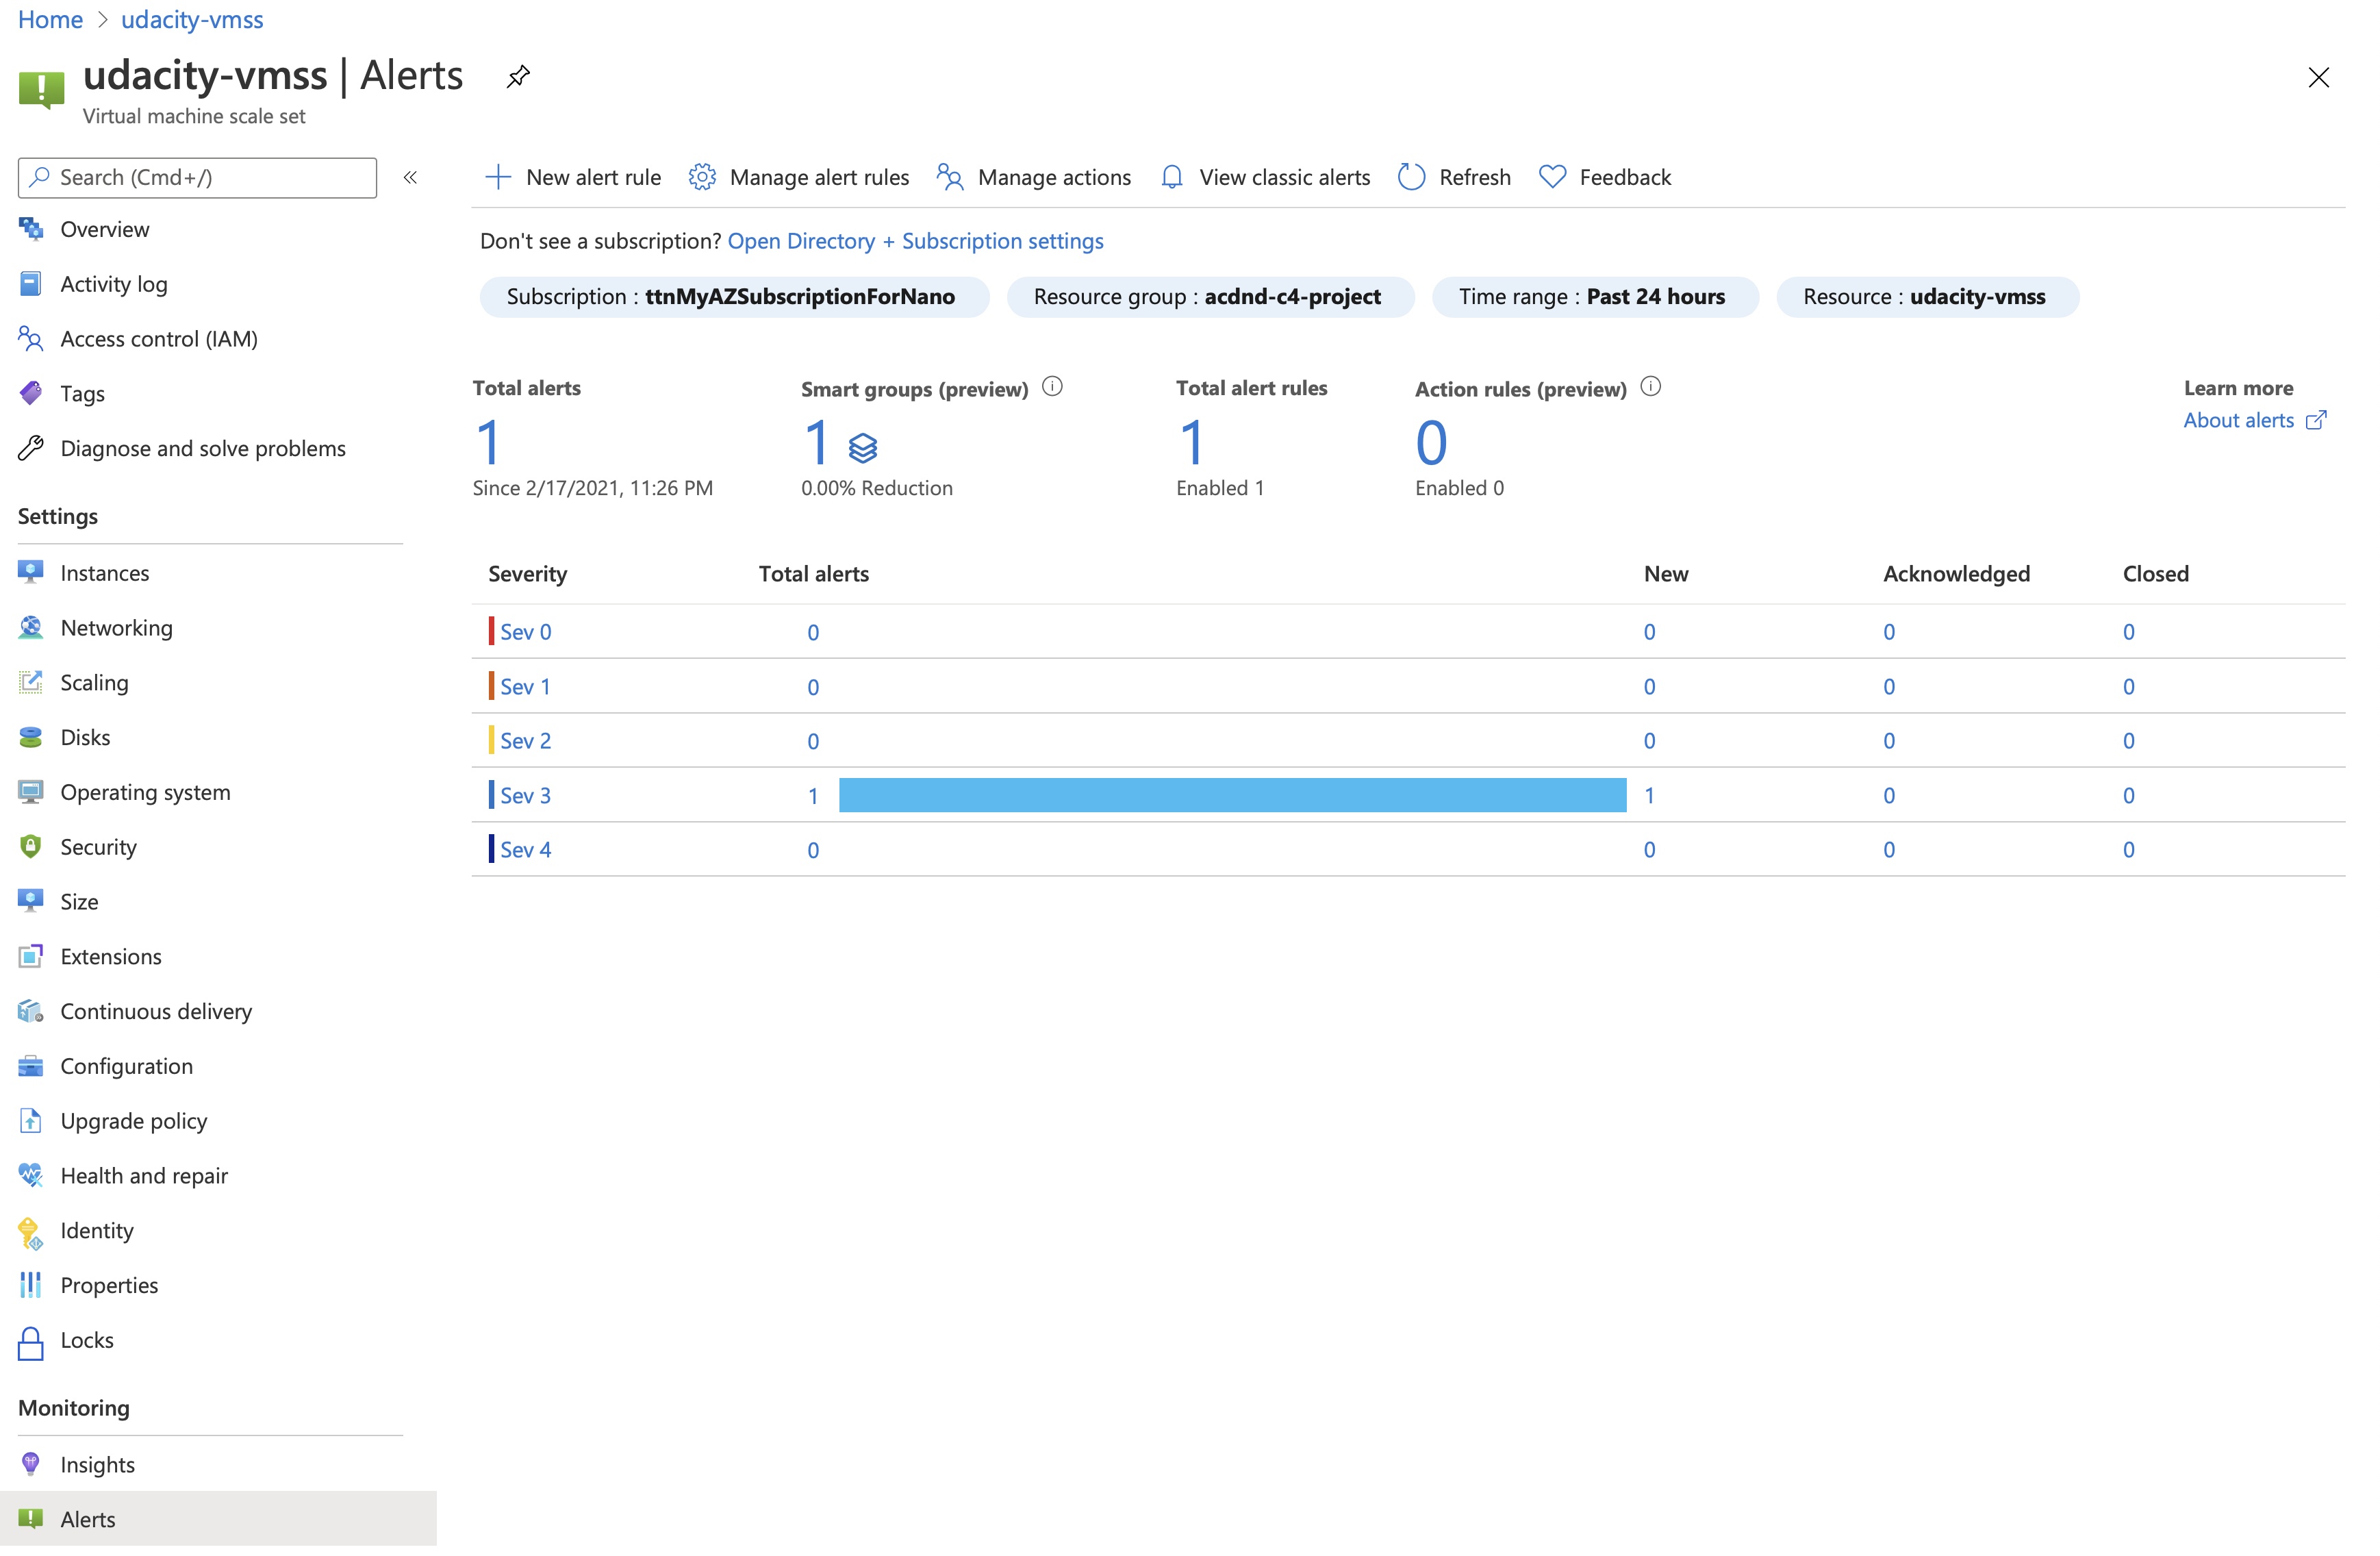 Home > udacity-vmss
udacity-vmss | Alerts
Virtual machine scale set
Search (Cmd+/)
«
Overview
Activity log
Access control (IAM)
Tags
Diagnose and solve problems
Settings
Instances
Networking
Scaling
Disks
Operating system
Security
Size
Extensions
Continuous delivery
Configuration
Upgrade policy
Health and repair
Identity
Properties
Locks
Monitoring
Insights
Alerts
New alert rule Manage alert rules Manage actions View classic alerts Refresh Feedback
Don't see a subscription? Open Directory + Subscription settings
Subscription : ttnMyAZSubscriptionForNano Resource group : acdnd-c4-project Time range : Past 24 hours Resource : udacity-vmss
Total alerts Smart groups (preview) Total alert rules Action rules (preview) Learn more
About alerts
1 1 1 0
Since 2/17/2021, 11:26 PM 0.00% Reduction Enabled 1 Enabled 0
Severity Total alerts New Acknowledged Closed
Sev 0 0 0 0 0
Sev 1 0 0 0 0
Sev 2 0 0 0 0
Sev 3 1 1 0 0
Sev 4 0 0 0 0